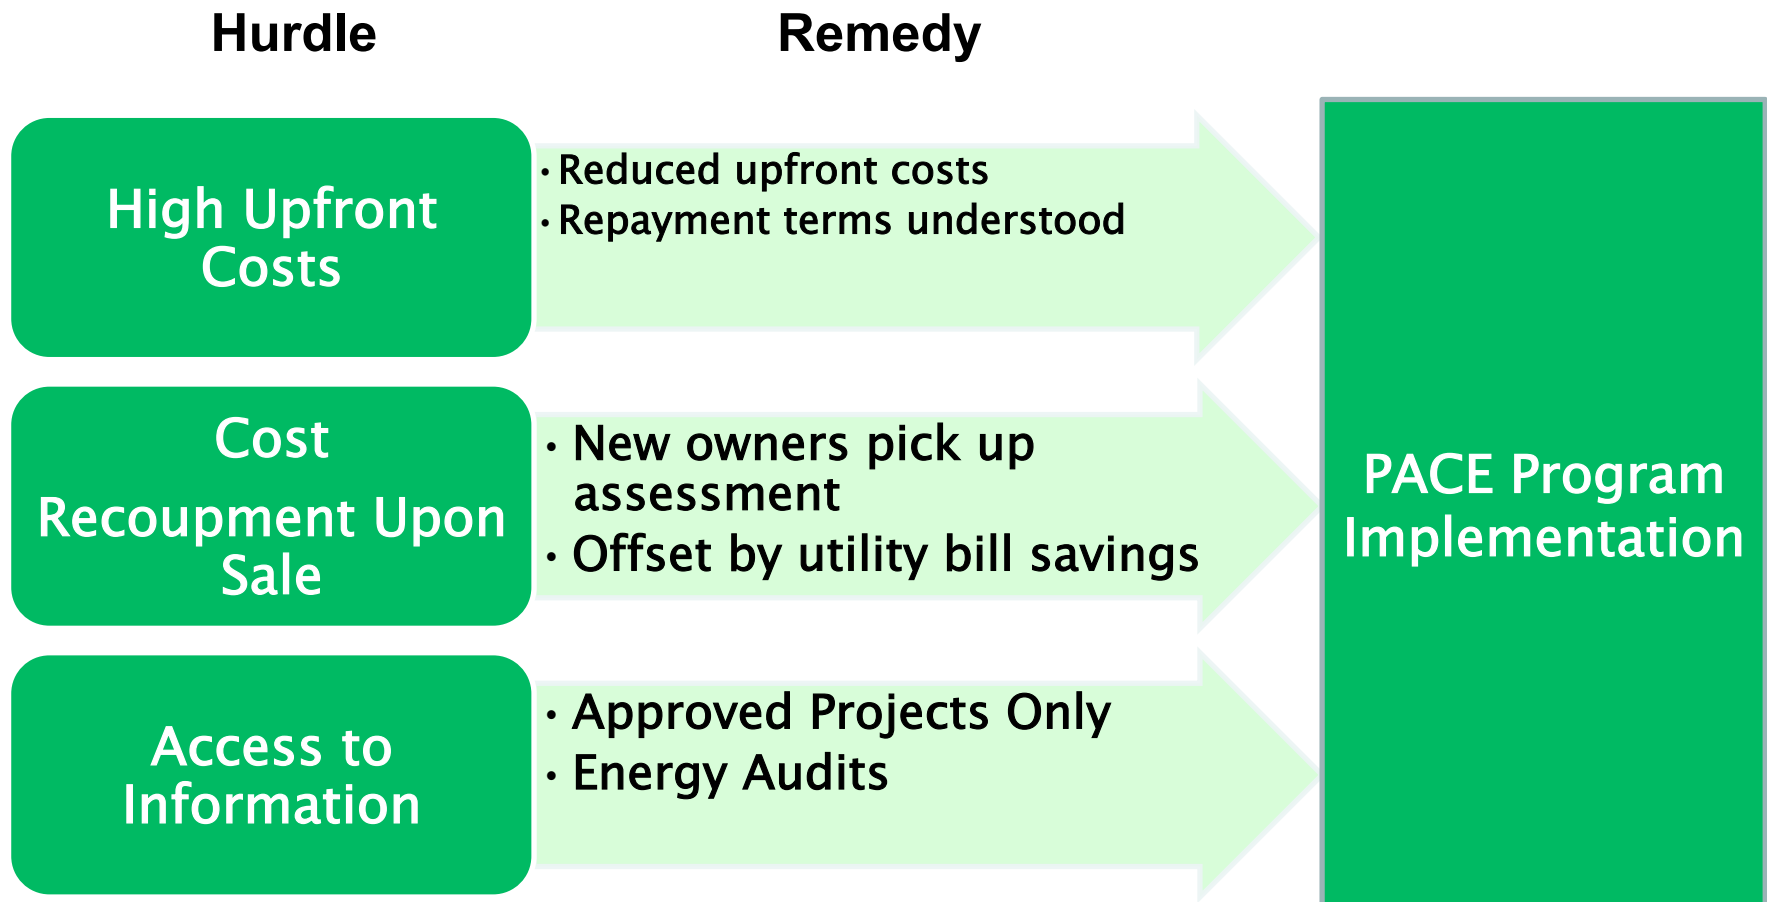 Hurdle
Remedy
High Upfront
Costs
• Reduced upfront costs
• Repayment terms understood
Cost
Recoupment Upon
Sale
• New owners pick up
assessment
• Offset by utility bill savings
Access to
Information
• Approved Projects Only
• Energy Audits
PACE Program
Implementation